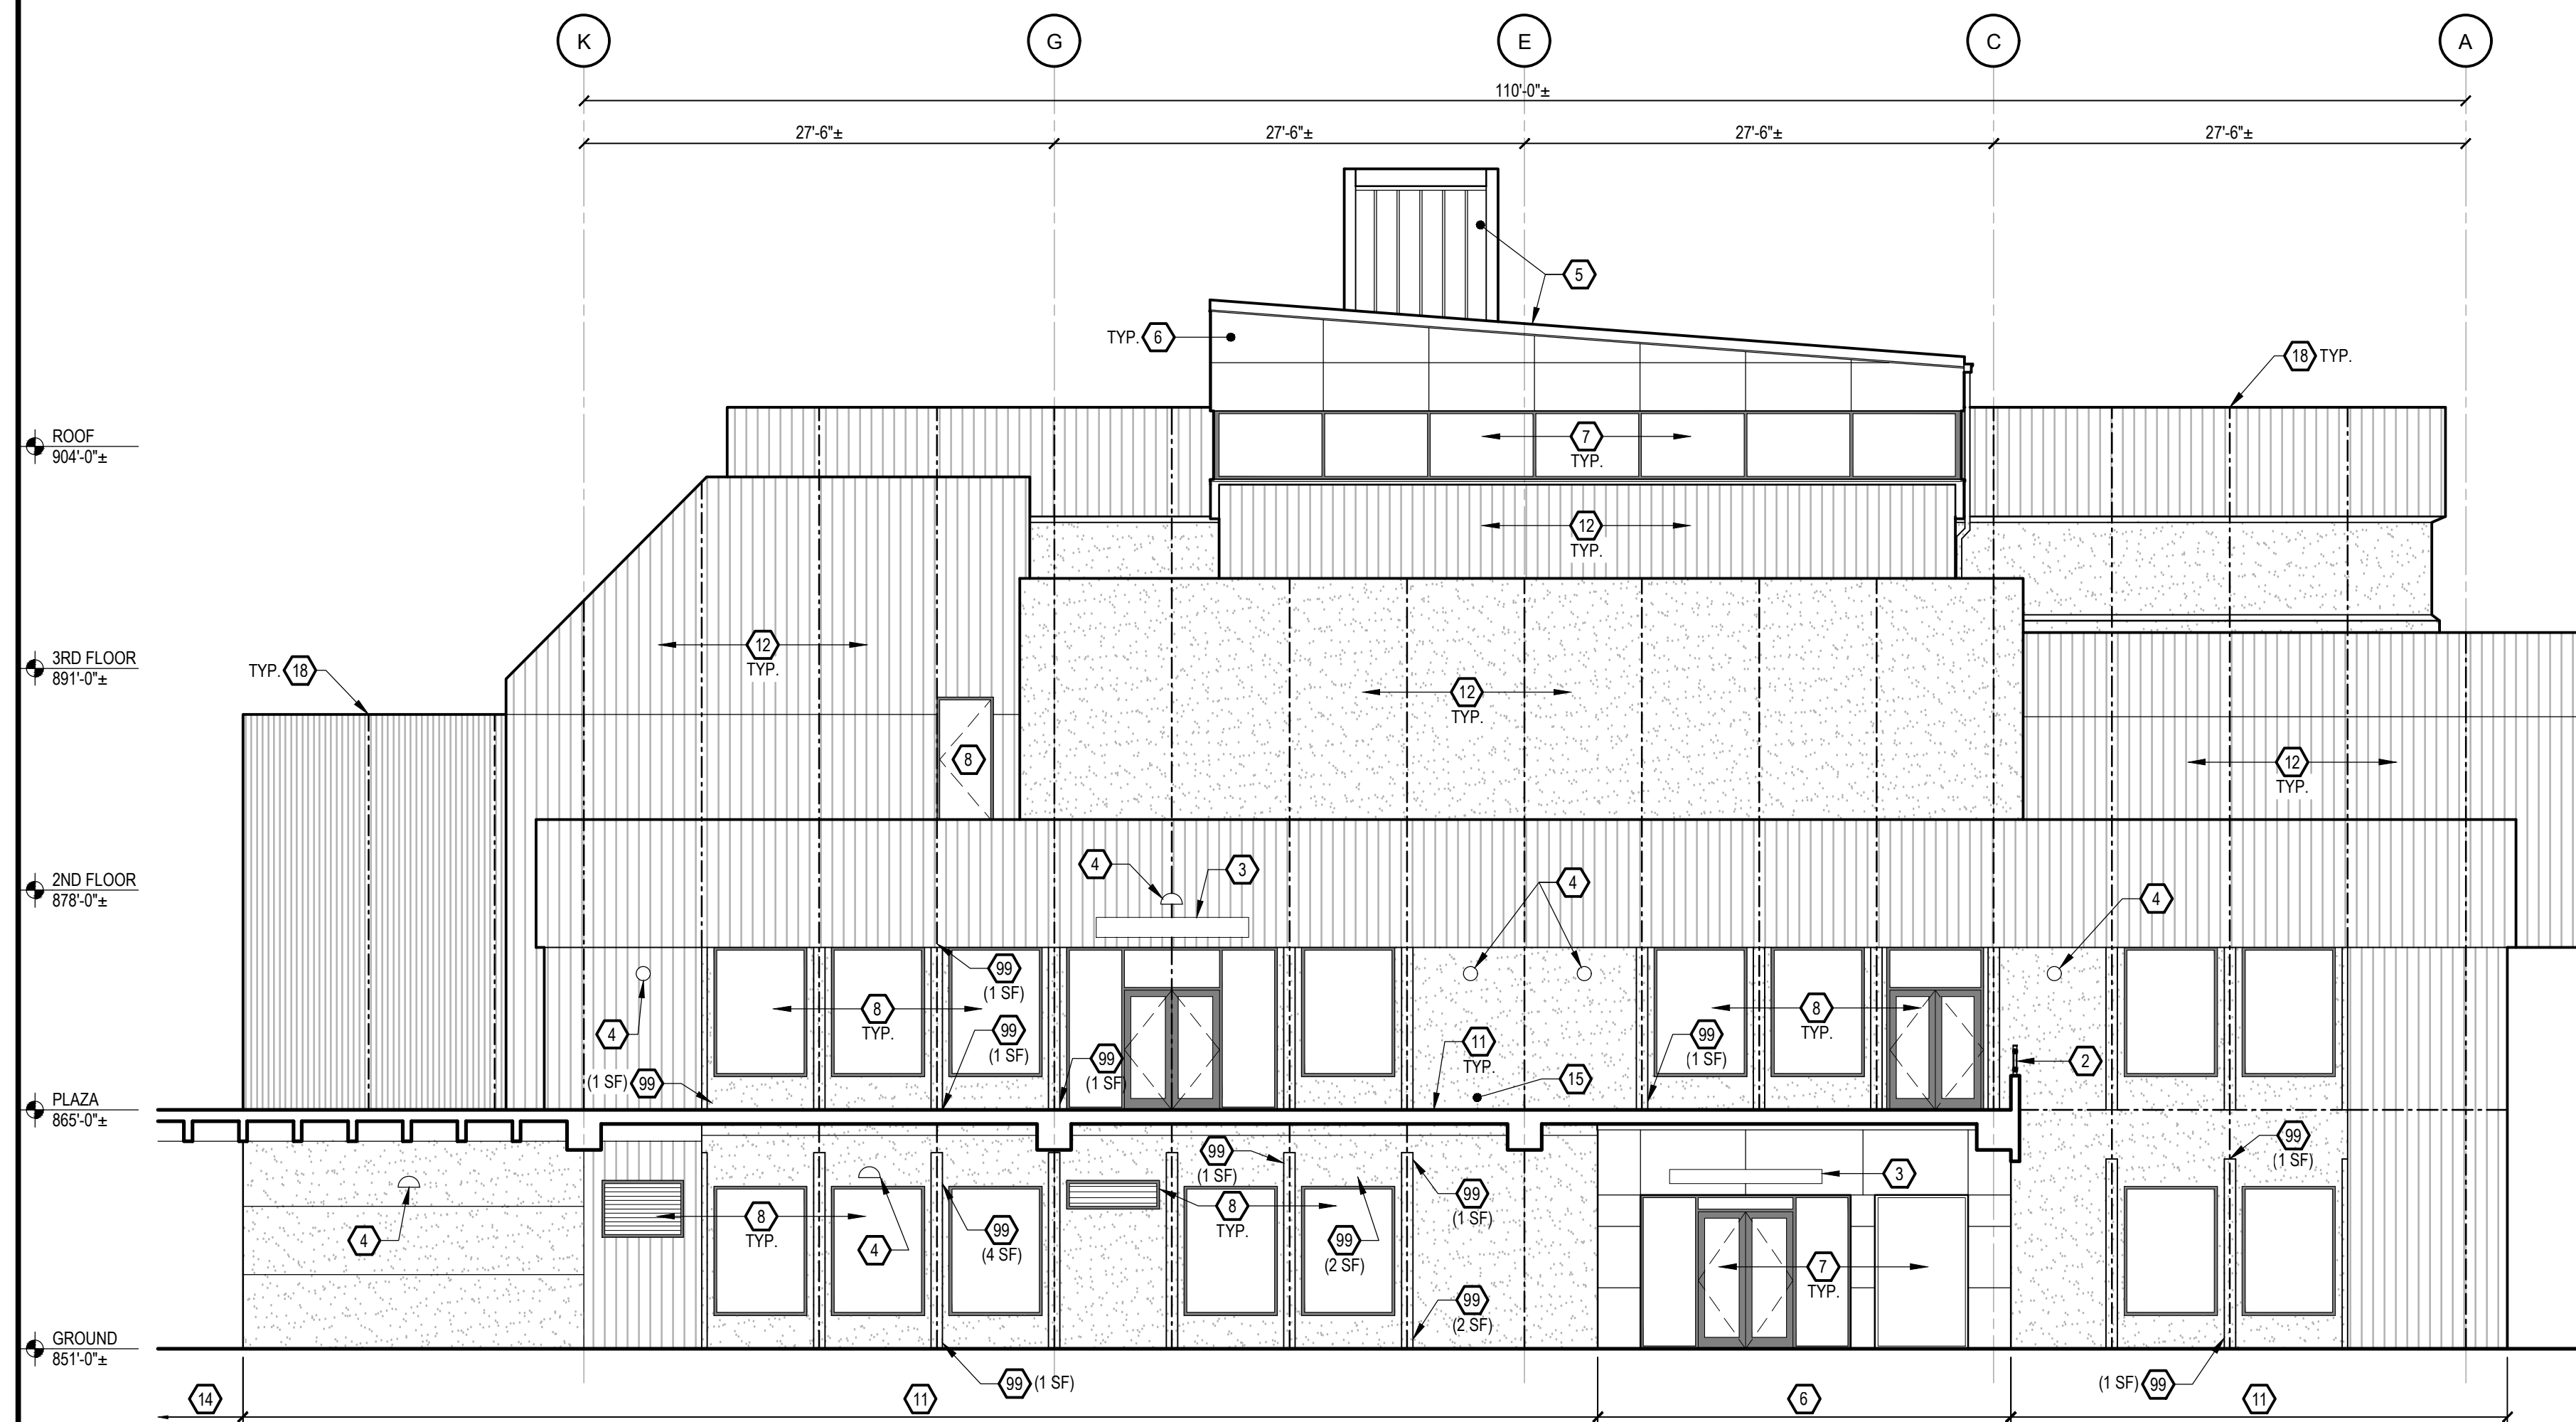 K G E C A
110'-0"±
27'-6"± 27'-6"± 27'-6"± 27'-6"±
5
TYP. 6
18 TYP.
ROOF
904'-0"±
7
TYP.
12
TYP.
12
TYP.
3RD FLOOR
891'-0"±
TYP. 18
12
TYP.
8
12
TYP.
2ND FLOOR
878'-0"±
4
3
4
4
99
(1 SF)
8
TYP.
8
TYP.
4
99
(1 SF)
99
(1 SF)
99
(1 SF)
11
TYP.
2
(1 SF) 99
15
PLAZA
865'-0"±
99
(1 SF)
99
(1 SF)
3
99
(1 SF)
8
TYP.
8
TYP.
4
4
99
(4 SF)
99
(2 SF)
7
TYP.
99
(2 SF)
GROUND
851'-0"±
99 (1 SF)
(1 SF) 99
14
11
6
11